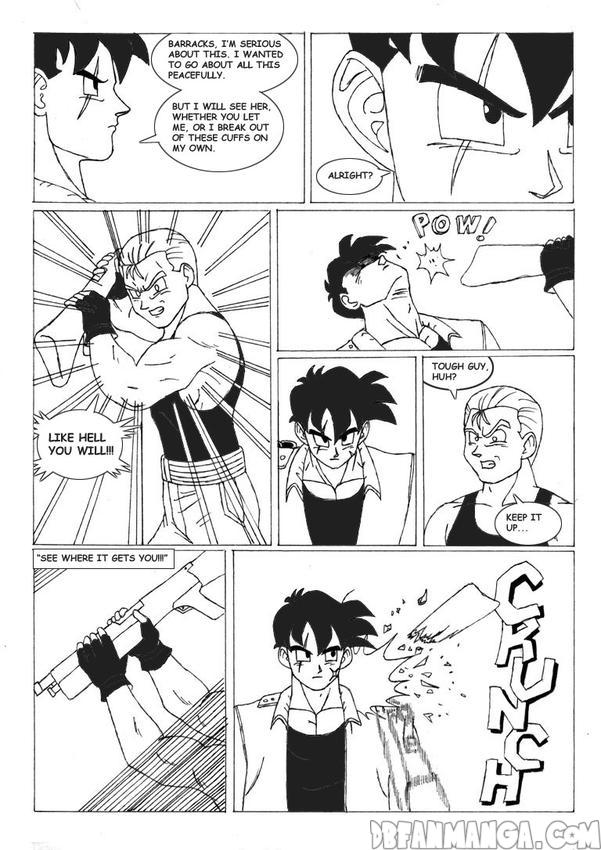 BARRACKS, I'M SERIOUS
ABOUT THIS. I WANTED
TO GO ABOUT ALL THIS
PEACEFULLY.
BUT I WILL SEE HER,
WHETHER YOU LET
ME, OR I BREAK OUT
OF THESE CUFFS ON
MY OWN.
ALRIGHT?
LIKE HELL
YOU WILL!!!
POW!
TOUGH GUY,
HUH?
KEEP IT
UP...
"SEE WHERE IT GETS YOU!!!"
CRUNCH
DBFANMANGA.COM